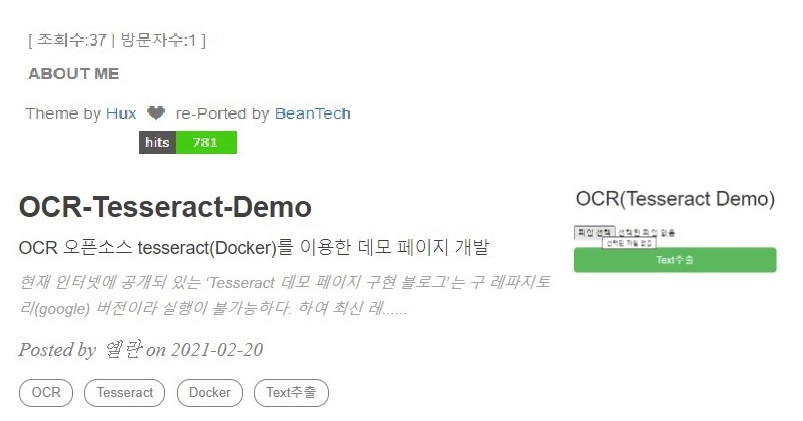 [ 조회수:37 | 방문자수:1 ]
ABOUT ME
Theme by Hux re-Ported by BeanTech
hits 781
OCR-Tesseract-Demo
OCR 오픈소스 tesseract(Docker)를 이용한 데모 페이지 개발
현재 인터넷에 공개되 있는 ‘Tesseract 데모 페이지 구현 블로그’는 구 레파지토
리(google) 버전이라 실행이 불가능하다. 하여 최신 레......
Posted by 옐란 on 2021-02-20
OCR Tesseract Docker Text추출
OCR(Tesseract Demo)
파일 선택 선택된 파일 없음
선택된 파일 없음
Text추출